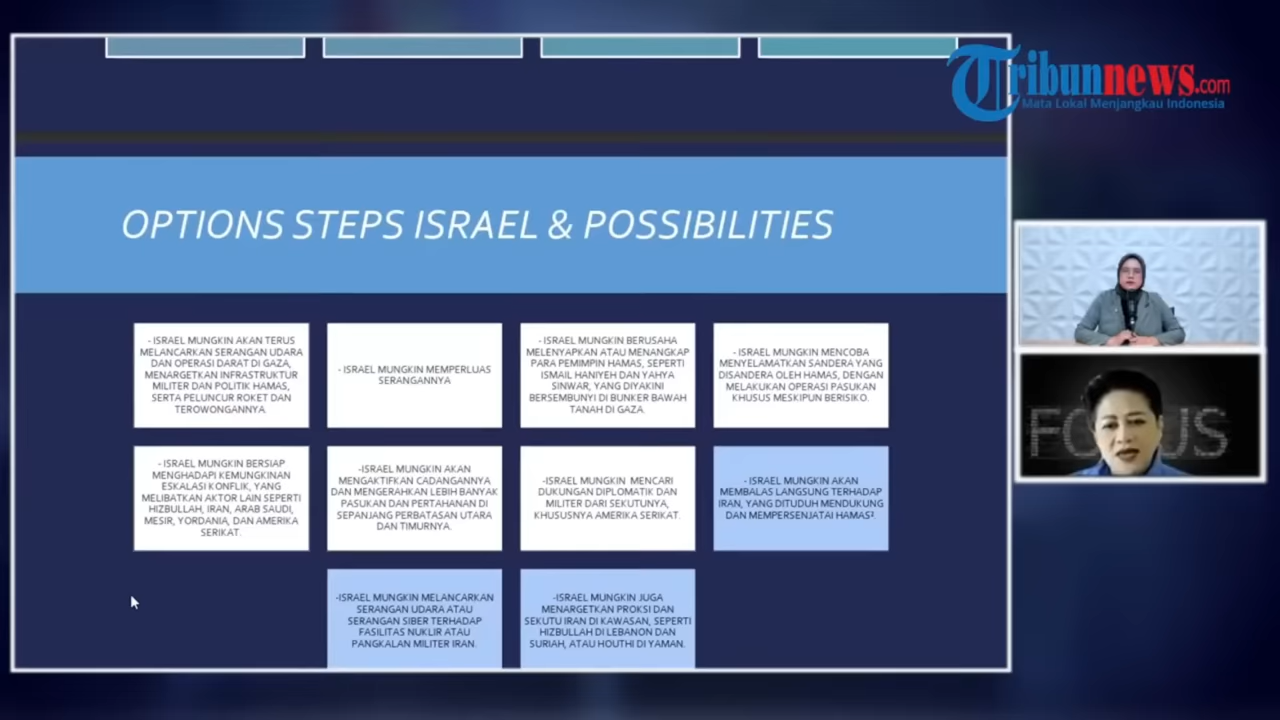 Tribunnews.com
Mata Lokal Menjangkau Indonesia
OPTIONS STEPS ISRAEL & POSSIBILITIES
- ISRAEL MUNGKIN AKAN TERUS
MELANCARKAN SERANGAN UDARA
DAN OPERASI DARAT DI GAZA,
MENARGETKAN INFRASTRUKTUR
MILITER DAN POLITIK HAMAS,
SERTA PELUNCUR ROKET DAN
TEROWONGANNYA.
- ISRAEL MUNGKIN MEMPERLUAS
SERANGANNYA
- ISRAEL MUNGKIN BERUSAHA
MELENYAPKAN ATAU MENANGKAP
PARA PEMIMPIN HAMAS, SEPERTI
ISMAIL HANIYEH DAN YAHYA
SINWAR, YANG DIYAKINI
BERSEMBUNYI DI BUNKER BAWAH
TANAH DI GAZA.
- ISRAEL MUNGKIN MENCOBA
MENYELAMATKAN SANDERA YANG
DISANDERA OLEH HAMAS, DENGAN
MELAKUKAN OPERASI PASUKAN
KHUSUS MESKIPUN BERISIKO.
- ISRAEL MUNGKIN BERSIAP
MENGHADAPI KEMUNGKINAN
ESKALASI KONFLIK, YANG
MELIBATKAN AKTOR LAIN SEPERTI
HIZBULLAH, IRAN, ARAB SAUDI,
MESIR, YORDANIA, DAN AMERIKA
SERIKAT.
-ISRAEL MUNGKIN AKAN
MENGAKTIFKAN CADANGANNYA
DAN MENGERAHKAN LEBIH BANYAK
PASUKAN DAN PERTAHANAN DI
SEPANJANG PERBATASAN UTARA
DAN TIMURNYA.
-ISRAEL MUNGKIN MENCARI
DUKUNGAN DIPLOMATIK DAN
MILITER DARI SEKUTUNYA,
KHUSUSNYA AMERIKA SERIKAT.
- ISRAEL MUNGKIN AKAN
MEMBALAS LANGSUNG TERHADAP
IRAN, YANG DITUDUH MENDUKUNG
DAN MEMPERSENJATAI HAMAS²
-ISRAEL MUNGKIN MELANCARKAN
SERANGAN UDARA ATAU
SERANGAN SIBER TERHADAP
FASILITAS NUKLIR ATAU
PANGKALAN MILITER IRAN.
-ISRAEL MUNGKIN JUGA
MENARGETKAN PROKSI DAN
SEKUTU IRAN DI KAWASAN, SEPERTI
HIZBULLAH DI LEBANON DAN
SURIAH, ATAU HOUTHI DI YAMAN.